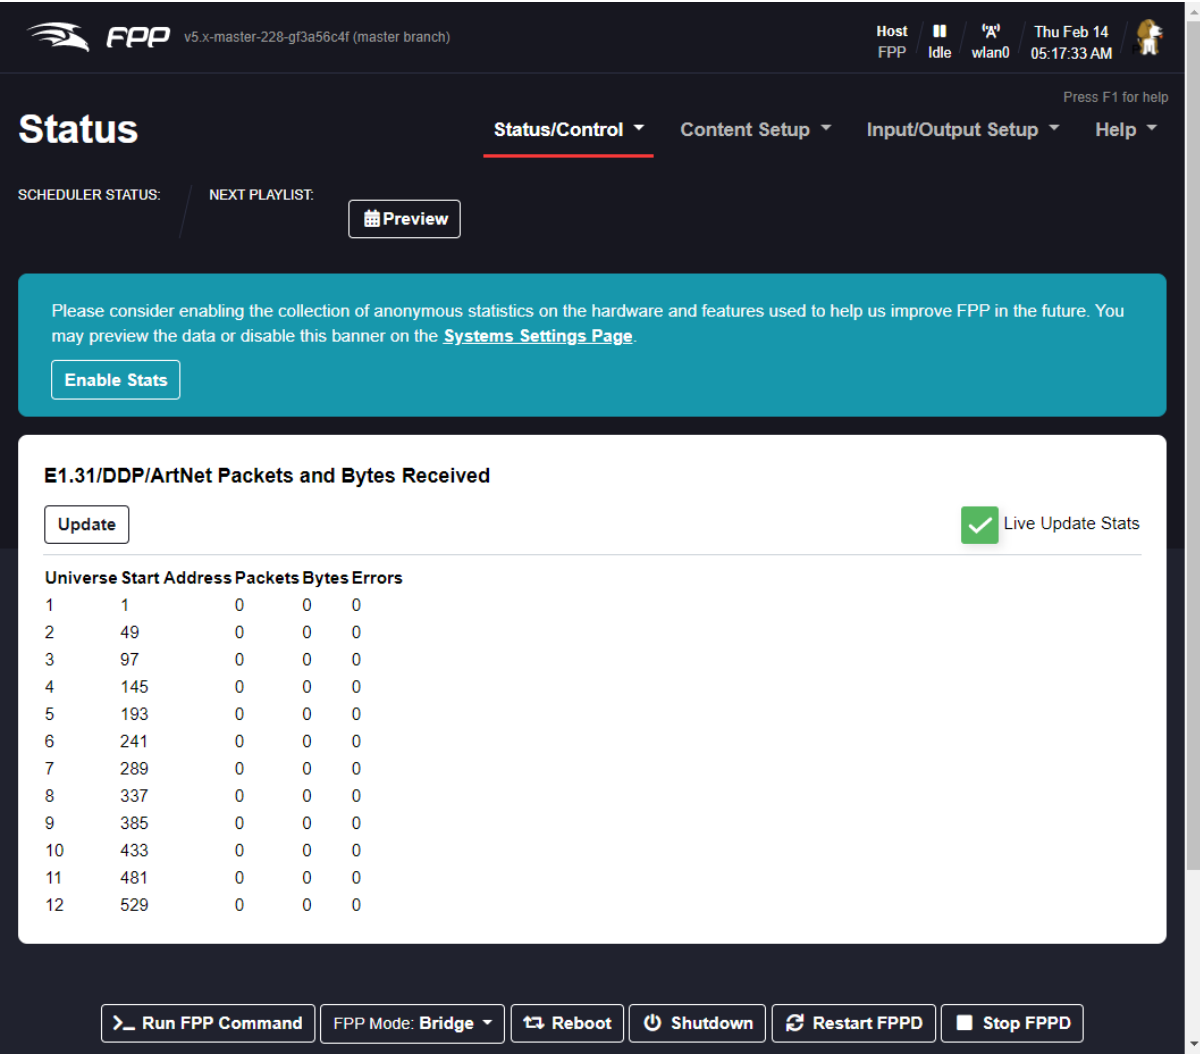 FPP v5.x-master-228-gf3a56c4f (master branch)
Host
FPP
Idle
wlan0
Thu Feb 14
05:17:33 AM
Press F1 for help
Status
Status/Control
Content Setup
Input/Output Setup
Help
SCHEDULER STATUS:
NEXT PLAYLIST:
Preview
Please consider enabling the collection of anonymous statistics on the hardware and features used to help us improve FPP in the future. You
may preview the data or disable this banner on the Systems Settings Page.
Enable Stats
E1.31/DDP/ArtNet Packets and Bytes Received
Update
Live Update Stats
Universe Start Address Packets Bytes Errors
1 1 0 0 0
2 49 0 0 0
3 97 0 0 0
4 145 0 0 0
5 193 0 0 0
6 241 0 0 0
7 289 0 0 0
8 337 0 0 0
9 385 0 0 0
10 433 0 0 0
11 481 0 0 0
12 529 0 0 0
Run FPP Command
FPP Mode: Bridge
Reboot
Shutdown
Restart FPPD
Stop FPPD